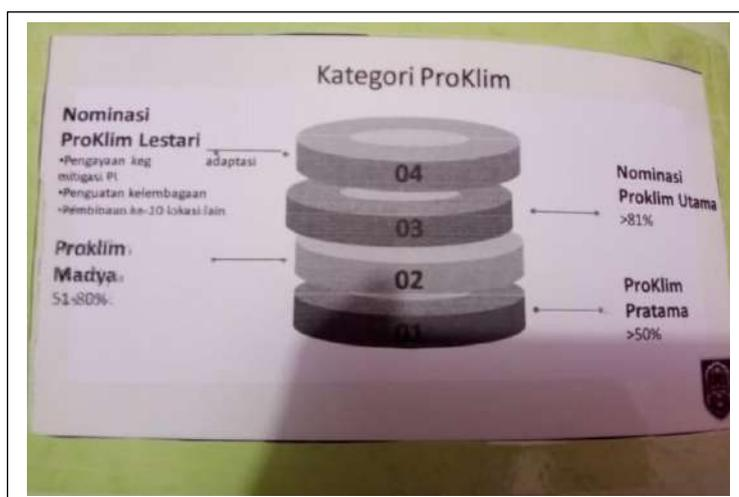 Kategori ProKlim
Nominasi
ProKlim Lestari
•Pengayaan keg adaptasi
mitigasi PI
•Penguatan kelembagaan
•Pembinaan ke-10 lokasi lain
Proklim
Madya
51-80%
04
03
02
01
Nominasi
Proklim Utama
>81%
ProKlim
Pratama
>50%